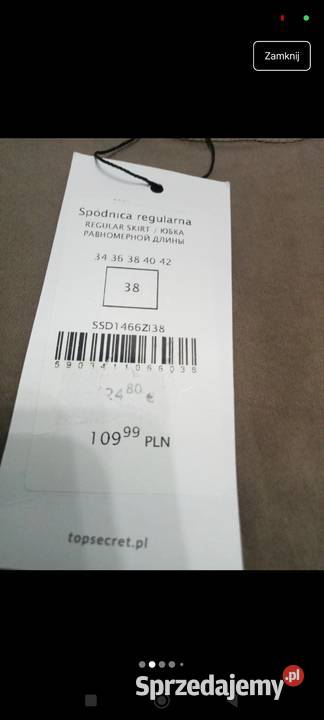 Zamknij
Spódnica regularna
REGULAR SKIRT / ЮБКА
РАВНОМЕРНОЙ ДЛИНЫ
34 36 38 40 42
38
SSD1466ZI38
24 80 €
109 99 PLN
topsecret.pl
Sprzedajemy.pl